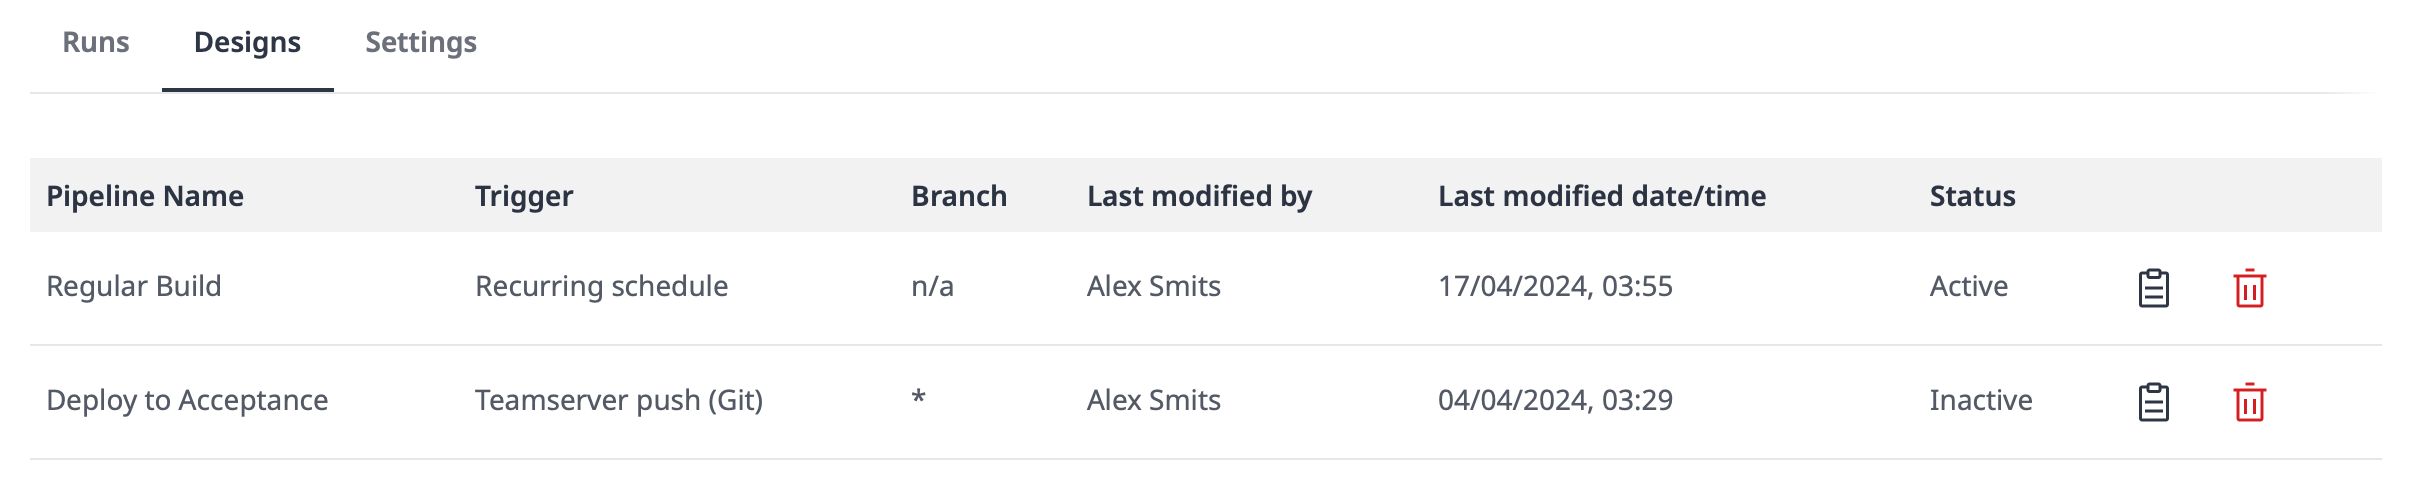 Runs Designs Settings
Pipeline Name Trigger Branch Last modified by Last modified date/time Status
Regular Build Recurring schedule n/a Alex Smits 17/04/2024, 03:55 Active
Deploy to Acceptance Teamserver push (Git) * Alex Smits 04/04/2024, 03:29 Inactive